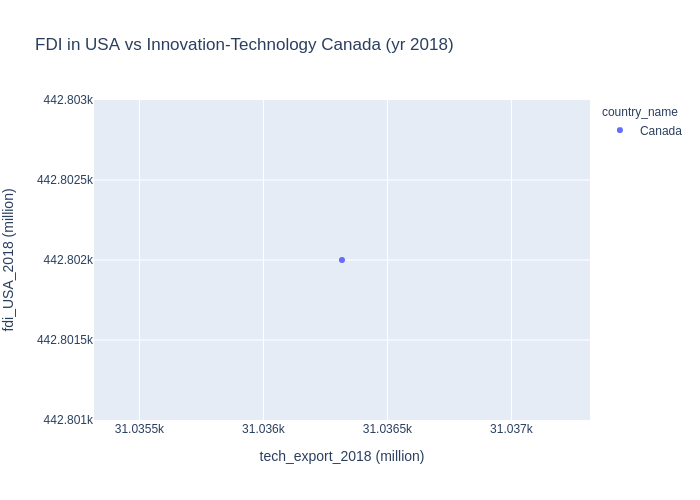 FDI in USA vs Innovation-Technology Canada (yr 2018)
442.803k
442.8025k
442.802k
442.8015k
442.801k
fdi_USA_2018 (million)
31.0355k
31.036k
31.0365k
31.037k
tech_export_2018 (million)
country_name
Canada